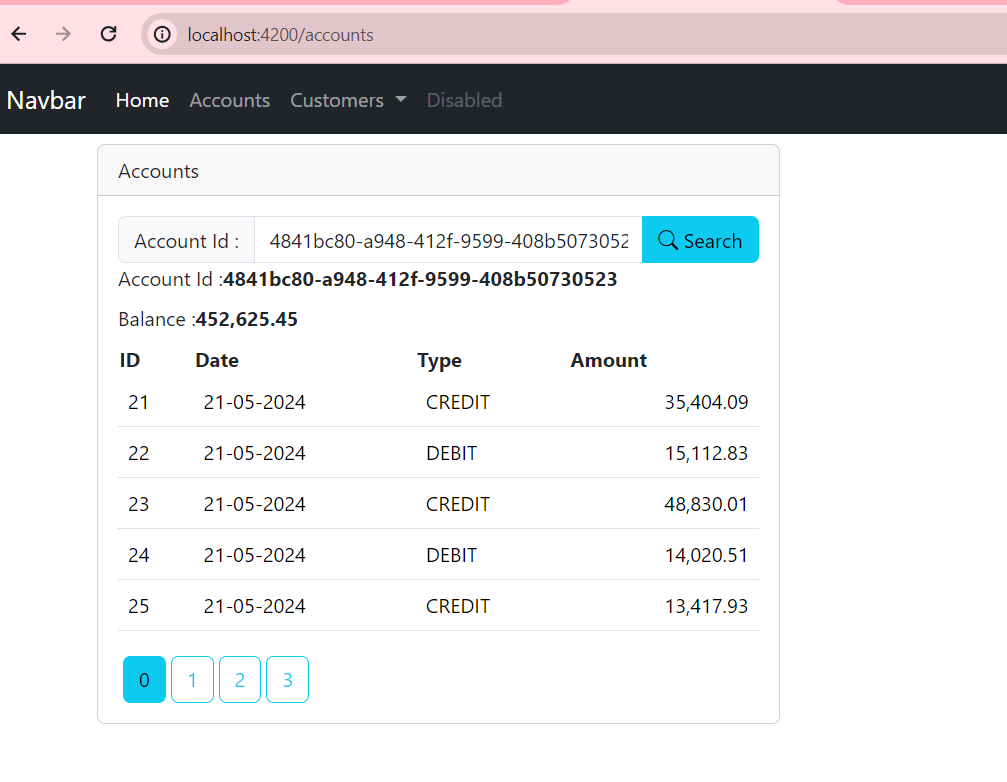 localhost:4200/accounts
Navbar Home Accounts Customers Disabled
Accounts
Account Id : 4841bc80-a948-412f-9599-408b5073052 Search
Account Id :4841bc80-a948-412f-9599-408b50730523
Balance :452,625.45
ID Date Type Amount
21 21-05-2024 CREDIT 35,404.09
22 21-05-2024 DEBIT 15,112.83
23 21-05-2024 CREDIT 48,830.01
24 21-05-2024 DEBIT 14,020.51
25 21-05-2024 CREDIT 13,417.93
0 1 2 3